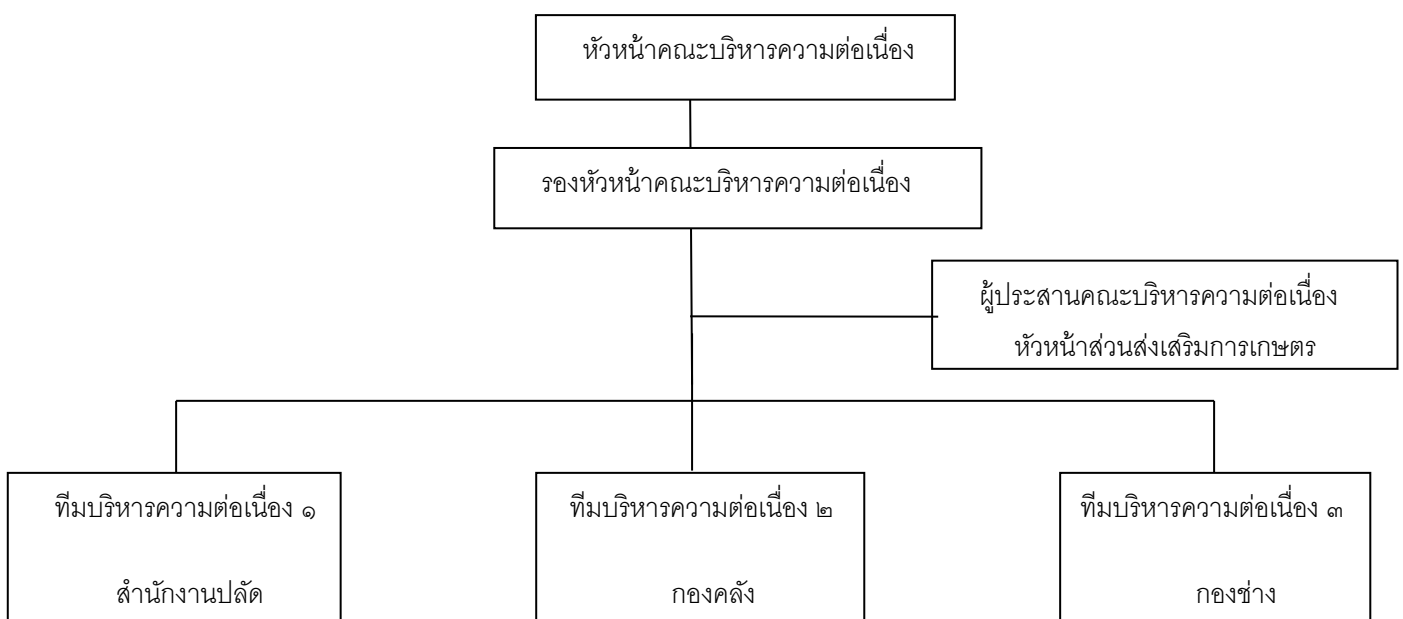 หัวหน้าคณะบริหารความต่อเนื่อง
รองหัวหน้าคณะบริหารความต่อเนื่อง
ผู้ประสานคณะบริหารความต่อเนื่อง
หัวหน้าส่วนส่งเสริมการเกษตร
ทีมบริหารความต่อเนื่อง ๑
สำนักงานปลัด
ทีมบริหารความต่อเนื่อง ๒
กองคลัง
ทีมบริหารความต่อเนื่อง ๓
กองช่าง